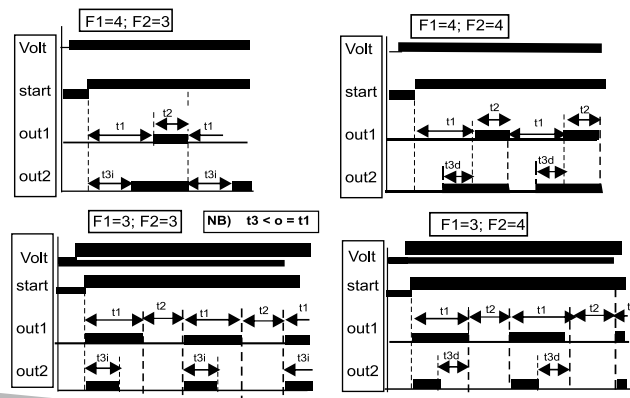 F1=4; F2=3
Volt
start
t1
t2
t1
out1
t3i
t3i
out2
F1=4; F2=4
Volt
start
t1
t2
t1
t2
out1
t3d
t3d
out2
F1=3; F2=3
NB) t3 < o = t1
Volt
start
t1
t2
t1
t2
t1
out1
t3i
t3i
t3i
out2
F1=3; F2=4
Volt
start
t1
t2
t1
t2
t
out1
t3d
t3d
out2